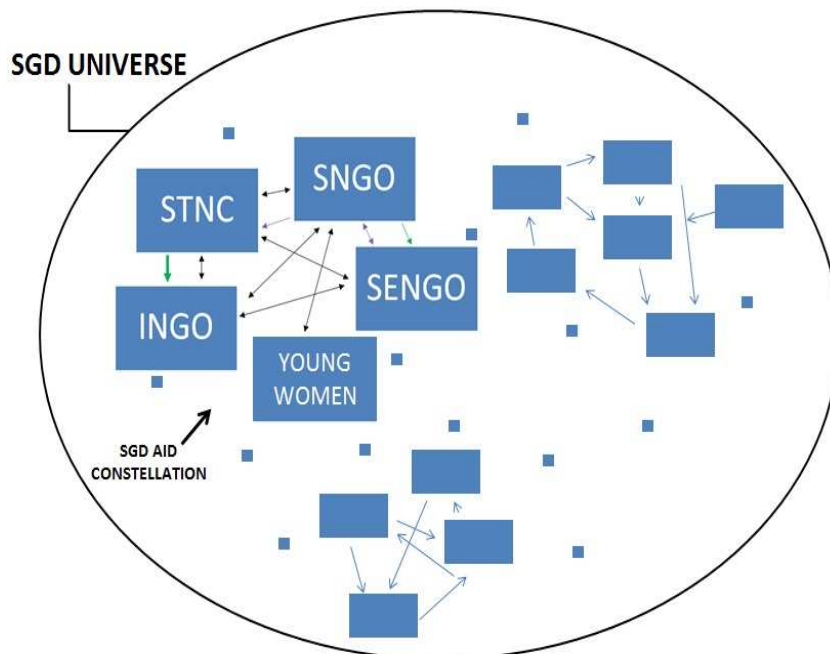 SGD UNIVERSE
SNGO
STNC
SENGO
INGO
YOUNG
WOMEN
SGD AID
CONSTELLATION